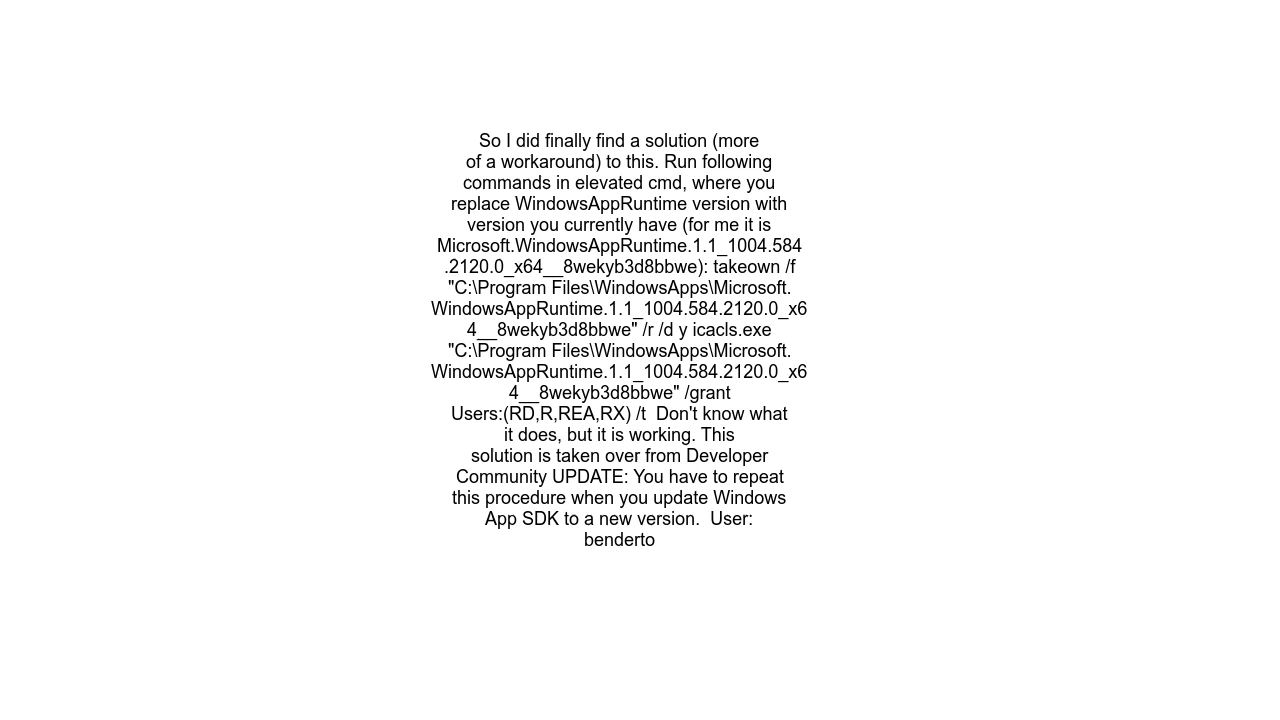 So I did finally find a solution (more
of a workaround) to this. Run following
commands in elevated cmd, where you
replace WindowsAppRuntime version with
version you currently have (for me it is
Microsoft.WindowsAppRuntime.1.1_1004.584
.2120.0_x64__8wekyb3d8bbwe): takeown /f
"C:\Program Files\WindowsApps\Microsoft.
WindowsAppRuntime.1.1_1004.584.2120.0_x6
4__8wekyb3d8bbwe" /r /d y icacls.exe
"C:\Program Files\WindowsApps\Microsoft.
WindowsAppRuntime.1.1_1004.584.2120.0_x6
4__8wekyb3d8bbwe" /grant
Users:(RD,R,REA,RX) /t  Don't know what
it does, but it is working. This
solution is taken over from Developer
Community UPDATE: You have to repeat
this procedure when you update Windows
App SDK to a new version.  User:
benderto